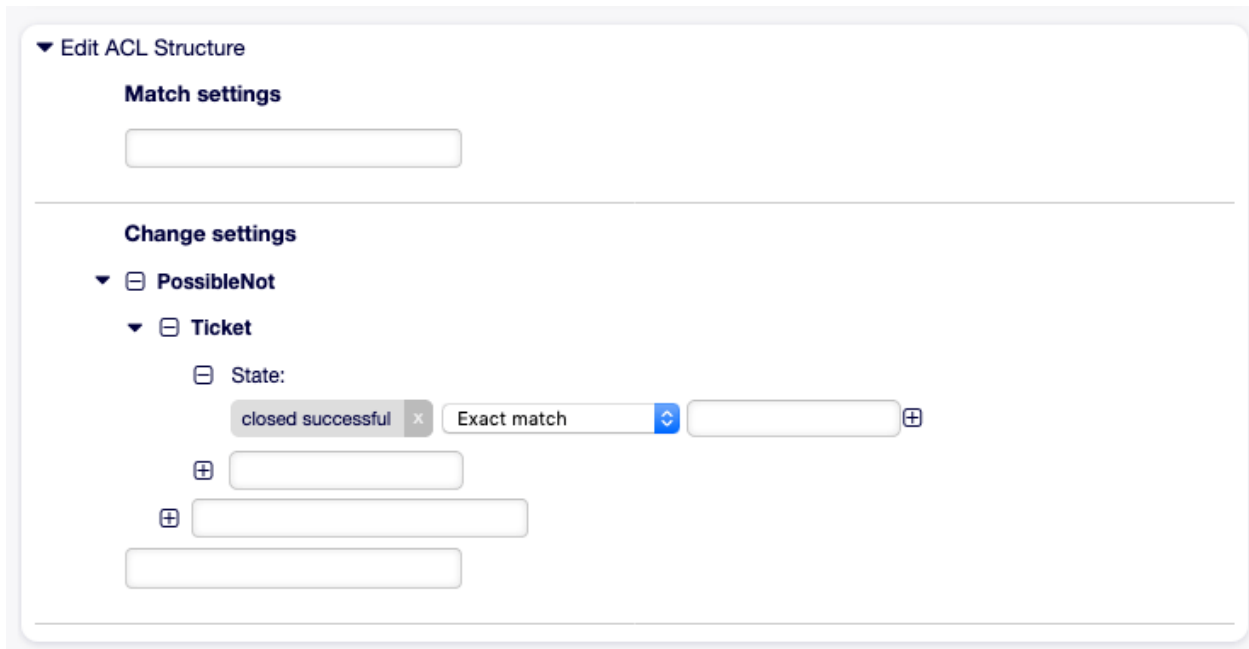 Edit ACL Structure
Match settings
Change settings
PossibleNot
Ticket
State:
closed successful x Exact match